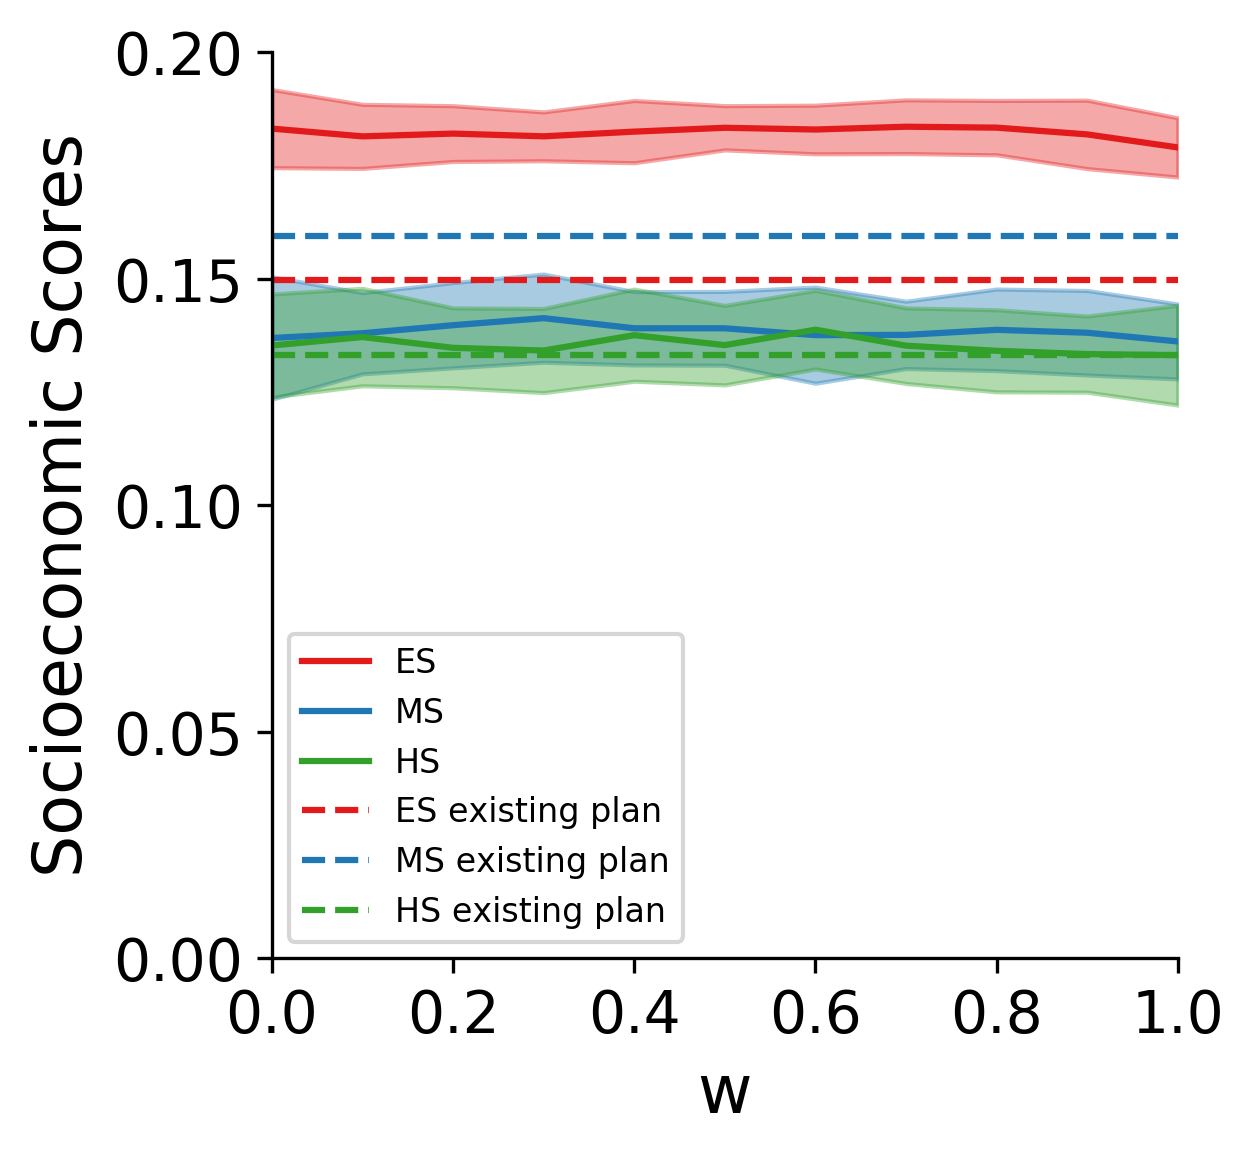 Socioeconomic Scores
0.20
0.15
0.10
0.05
0.00
ES
MS
HS
ES existing plan
MS existing plan
HS existing plan
0.0 0.2 0.4 0.6 0.8 1.0
w